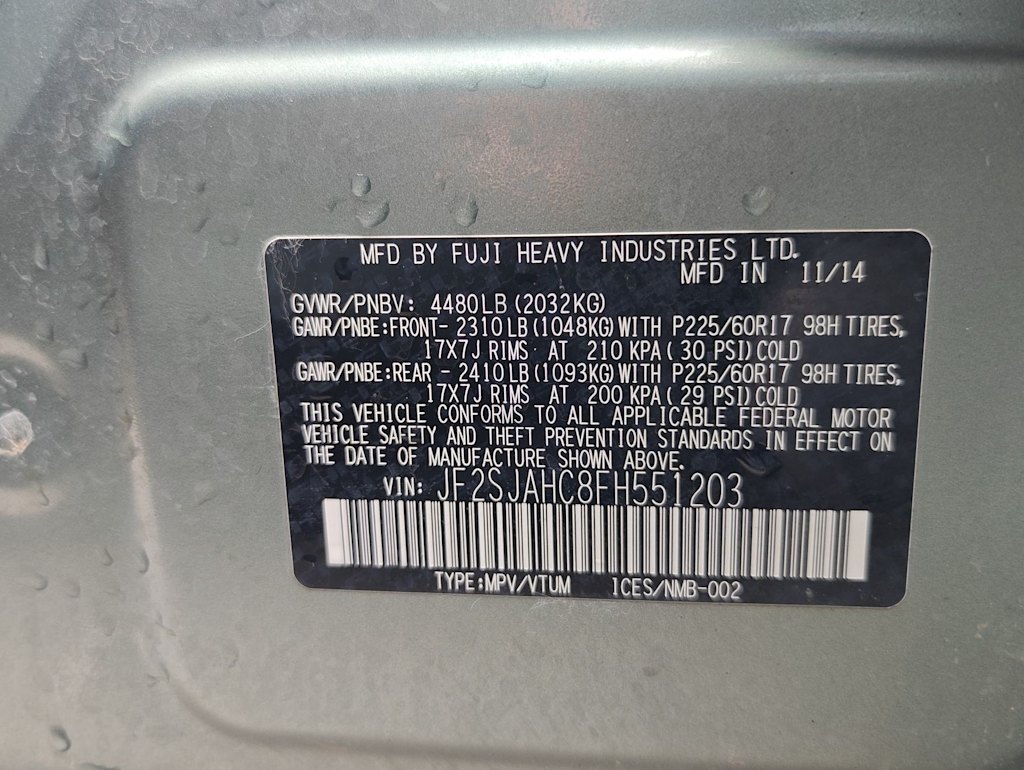 MFD BY FUJI HEAVY INDUSTRIES LTD.
MFD IN 11/14
GVWR/PNBV: 4480LB(2032KG)
GAWR/PNBE:FRONT- 2310LB(1048KG)WITH P225/60R17 98H TIRES,
17X7J RIMS AT 210 KPA( 30 PSI)COLD
GAWR/PNBE:REAR - 2410LB(1093KG)WITH P225/60R17 98H TIRES,
17X7J RIMS AT 200 KPA( 29 PSI)COLD
THIS VEHICLE CONFORMS TO ALL APPLICABLE FEDERAL MOTOR
VEHICLE SAFETY AND THEFT PREVENTION STANDARDS IN EFFECT ON
THE DATE OF MANUFACTURE SHOWN ABOVE.
VIN: JF2SJAHC8FH551203
TYPE:MPV/VTUM ICES/NMB-002